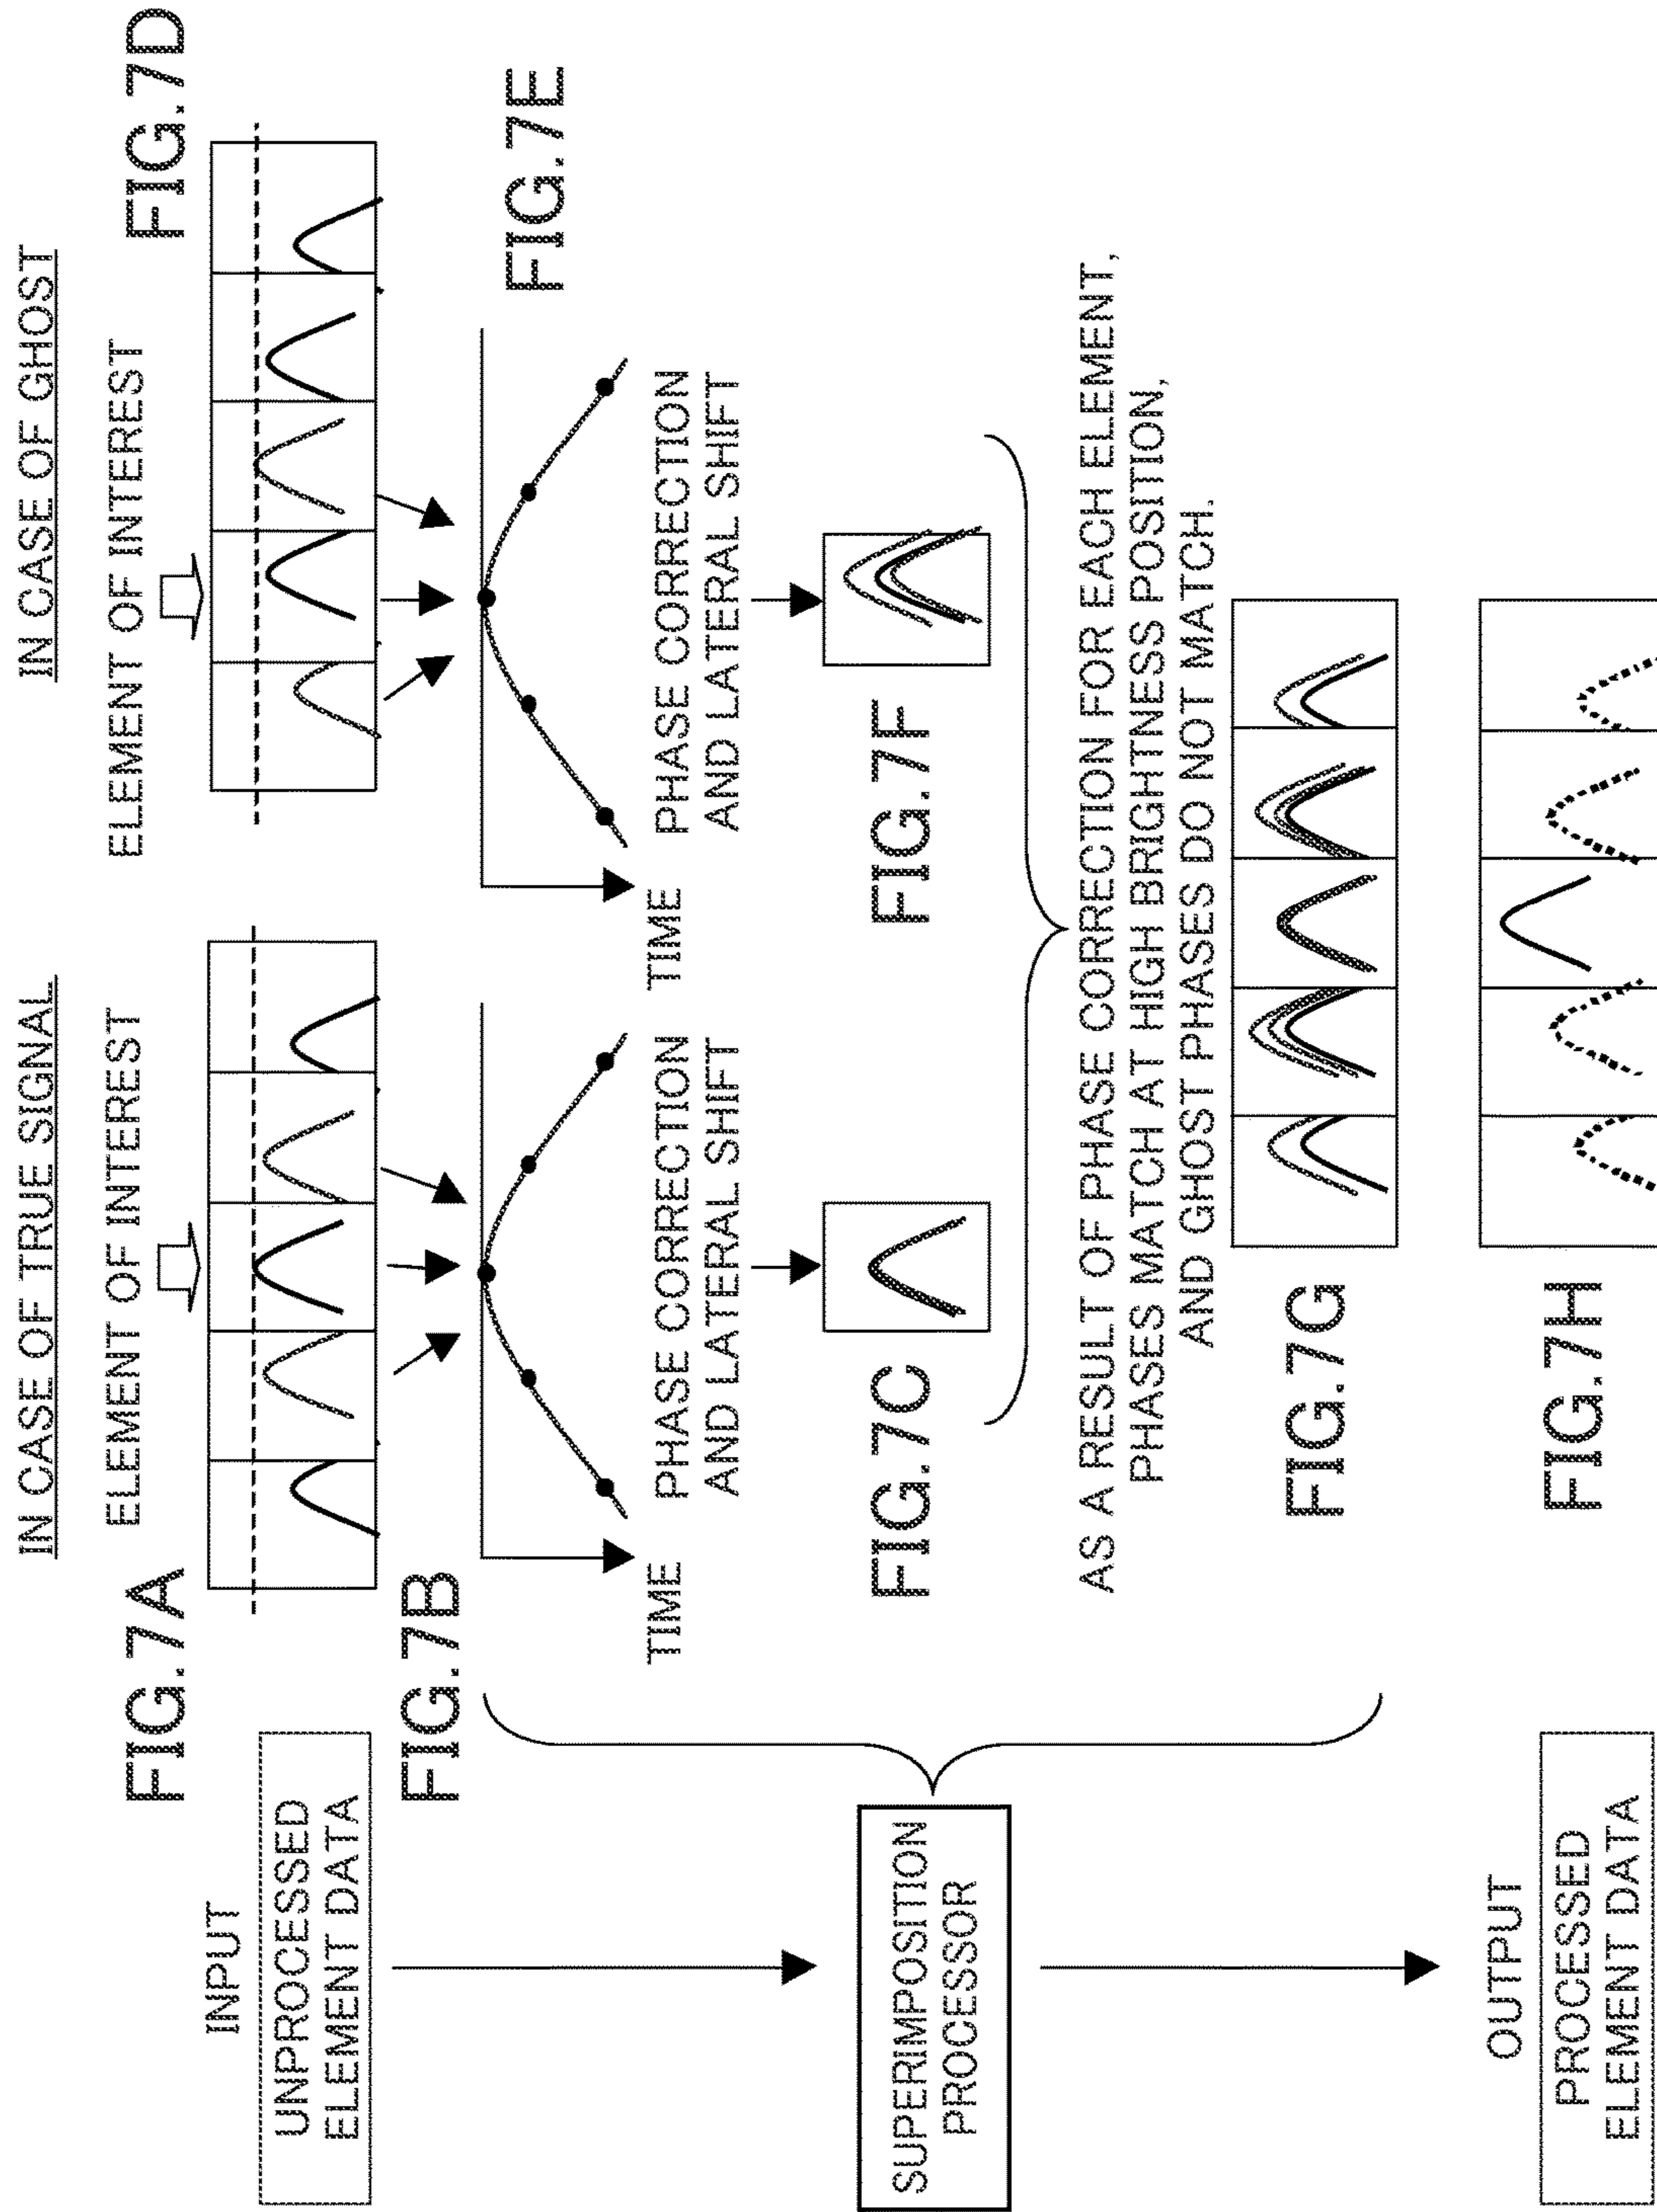 INPUT
UNPROCESSED
ELEMENT DATA
SUPERIMPOSITION
PROCESSOR
OUTPUT
PROCESSED
ELEMENT DATA
IN CASE OF TRUE SIGNAL
FIG.7A
ELEMENT OF INTEREST
FIG.7B
TIME
PHASE CORRECTION
AND LATERAL SHIFT
FIG.7C
IN CASE OF GHOST
ELEMENT OF INTEREST
FIG.7D
FIG.7E
TIME
PHASE CORRECTION
AND LATERAL SHIFT
FIG.7F
AS A RESULT OF PHASE CORRECTION FOR EACH ELEMENT,
PHASES MATCH AT HIGH BRIGHTNESS POSITION,
AND GHOST PHASES DO NOT MATCH.
FIG.7G
FIG.7H